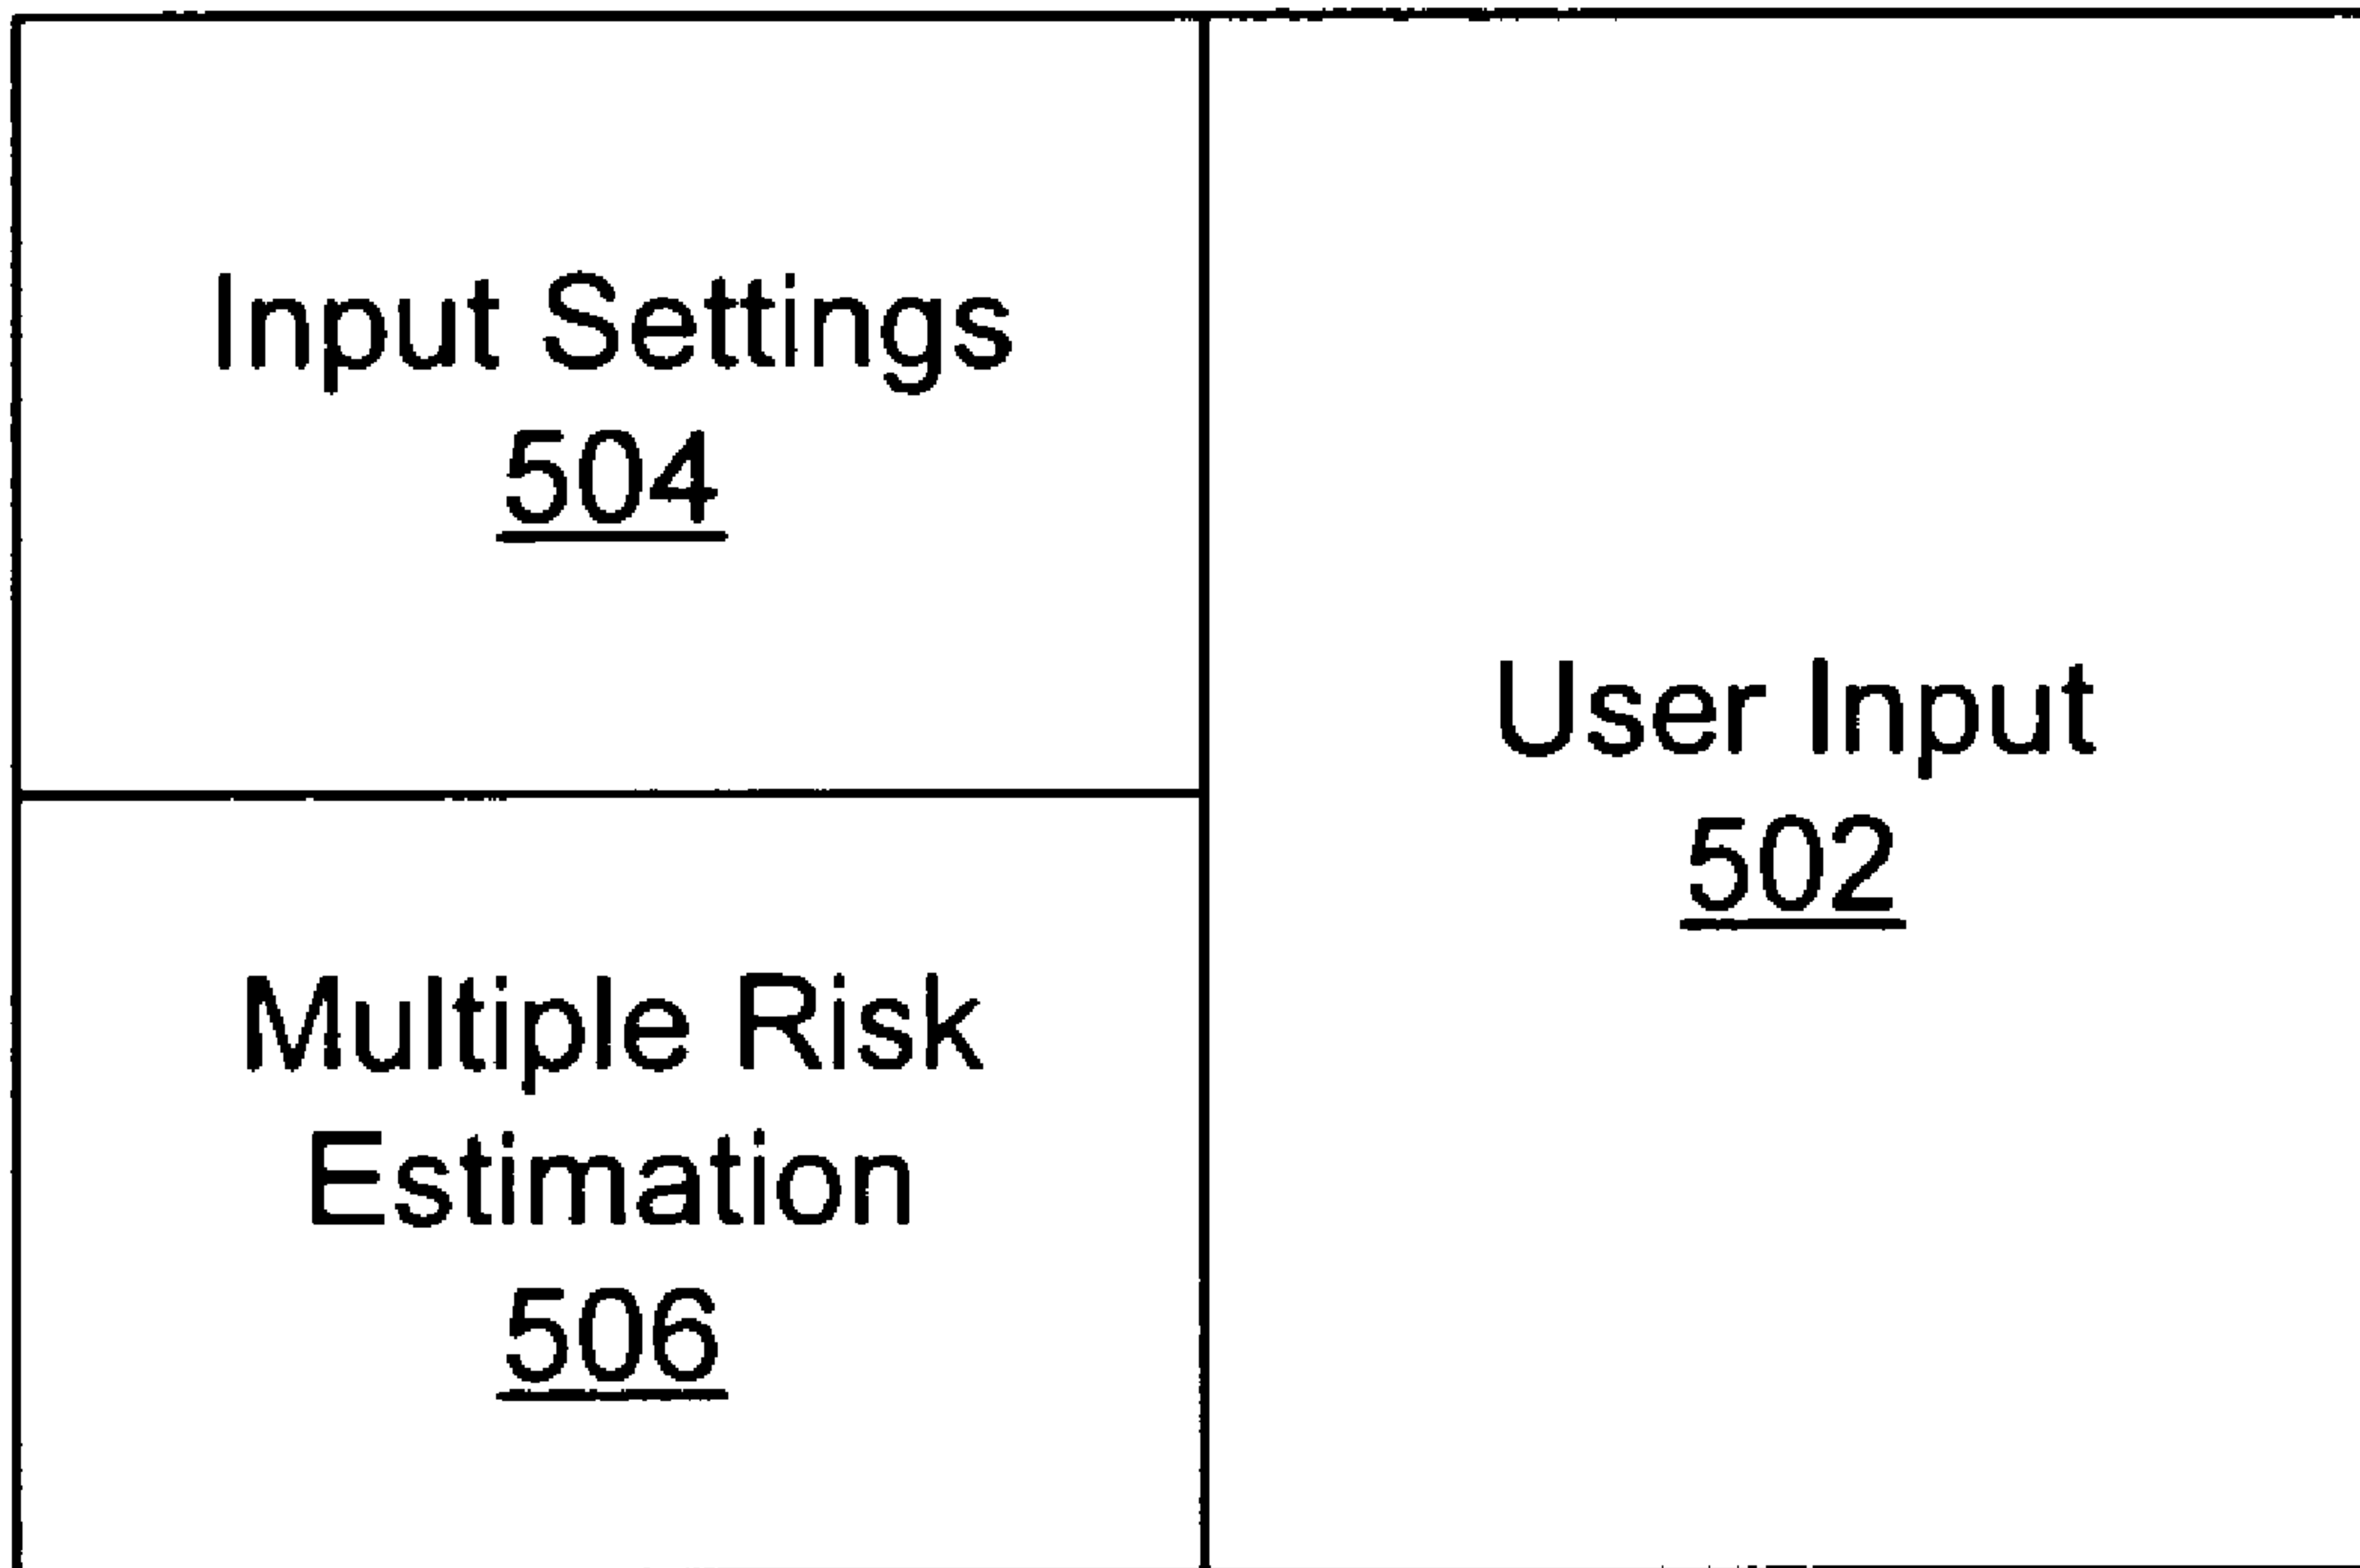 Input Settings
504
Multiple Risk
Estimation
506
User Input
502